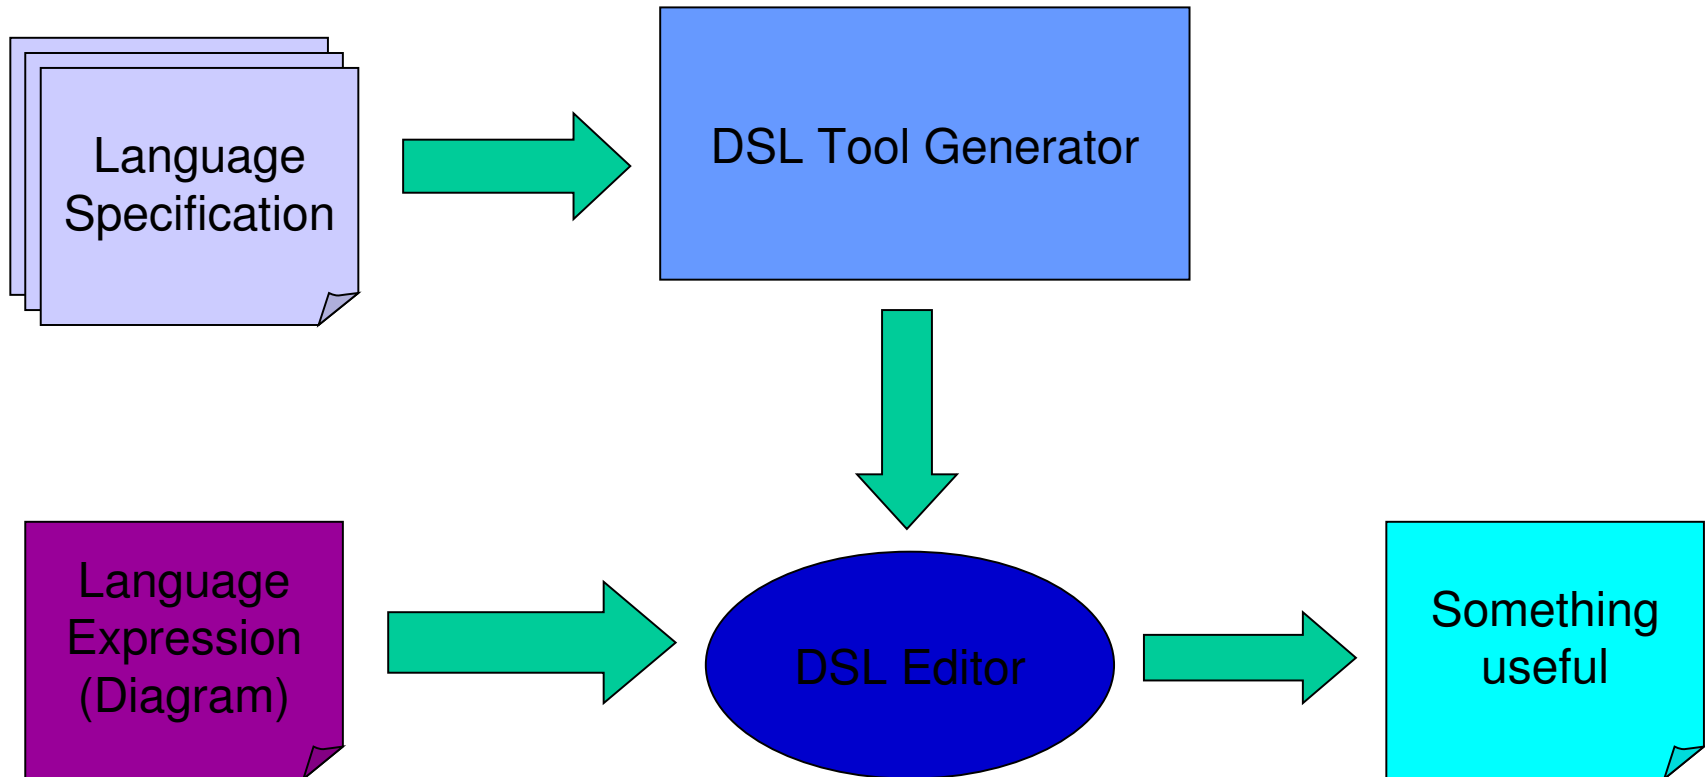 Language
Specification
DSL Tool Generator
Language
Expression
(Diagram)
DSL Editor
Something
useful